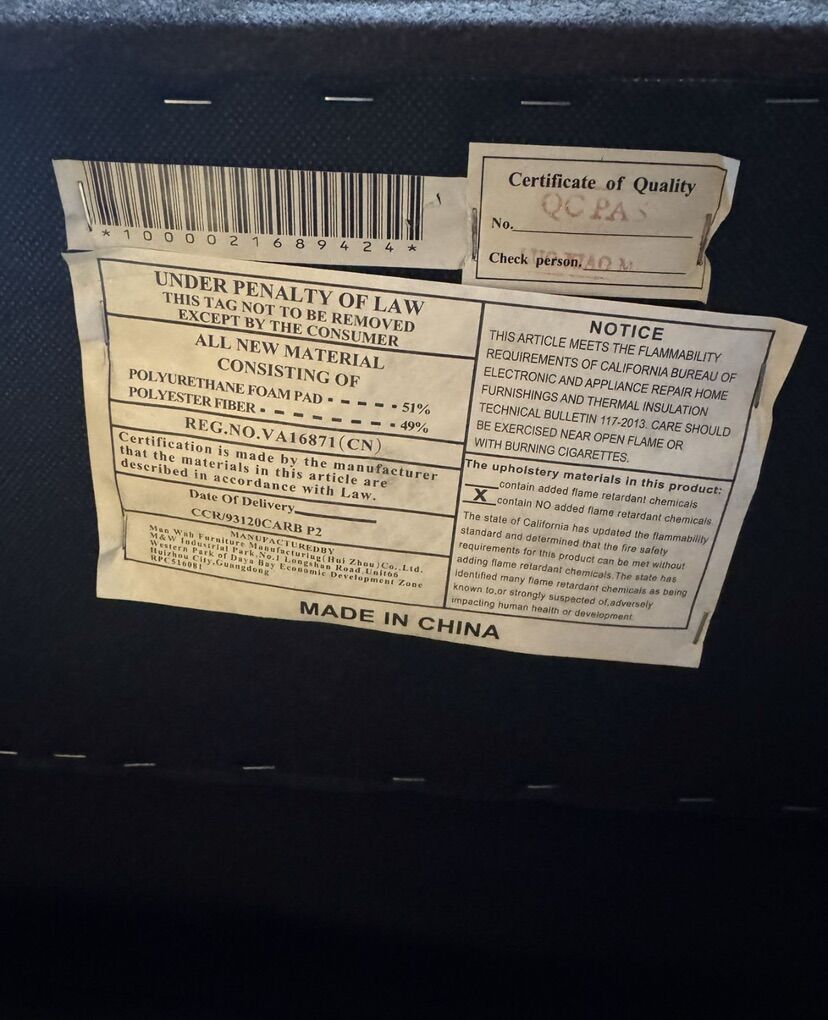 *10000216894 24*
Certificate of Quality
QC PAS
No.
Check person.
UNDER PENALTY OF LAW
THIS TAG NOT TO BE REMOVED
EXCEPT BY THE CONSUMER
ALL NEW MATERIAL
CONSISTING OF
POLYURETHANE FOAM PAD - - - - - 51%
POLYESTER FIBER - - - - - - - - - 49%
REG.NO.VA16871(CN)
Certification is made by the manufacturer
that the materials in this article are
described in accordance with Law.
Date Of Delivery
CCR/93120CARB P2
MANUFACTUREDBY
Man Wah Furniture Manufacturing(Hui Zhou)Co.,Ltd.
M&W Industrial Park,No.1 Longshan Road,Unit66
Western Park of Daya Bay Economic Development Zone
Huizhou City,Guangdong
RPC516087
NOTICE
THIS ARTICLE MEETS THE FLAMMABILITY
REQUIREMENTS OF CALIFORNIA BUREAU OF
ELECTRONIC AND APPLIANCE REPAIR HOME
FURNISHINGS AND THERMAL INSULATION
TECHNICAL BULLETIN 117-2013. CARE SHOULD
BE EXERCISED NEAR OPEN FLAME OR
WITH BURNING CIGARETTES.
The upholstery materials in this product:
contain added flame retardant chemicals
X contain NO added flame retardant chemicals
The state of California has updated the flammability
standard and determined that the fire safety
requirements for this product can be met without
adding flame retardant chemicals.The state has
identified many flame retardant chemicals as being
known to,or strongly suspected of,adversely
impacting human health or development.
MADE IN CHINA